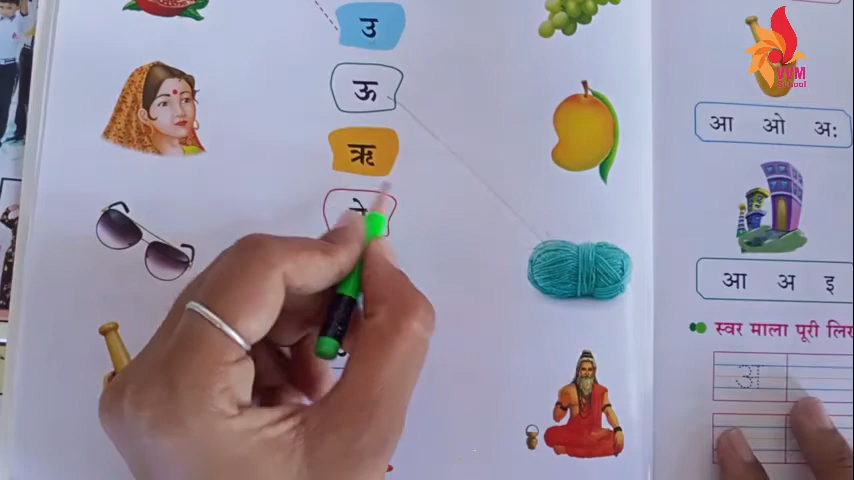 उ
ऊ
ऋ
VVM
School
आ ओ अः
आ अ इ
स्वर माला पूरी लि
अ